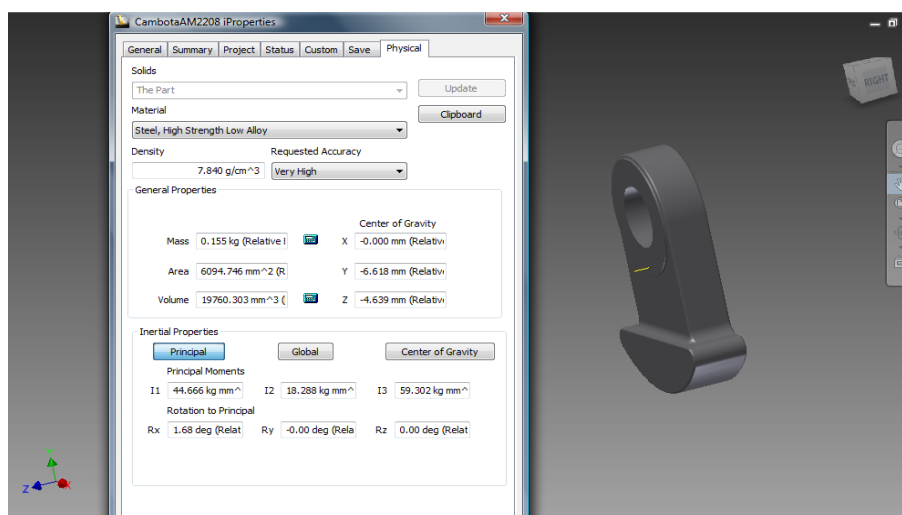 CambotaAM2208 iProperties
General Summary Project Status Custom Save Physical
Solids
The Part
Update
Material
Clipboard
Steel, High Strength Low Alloy
Density Requested Accuracy
7.840 g/cm^3 Very High
General Properties
Center of Gravity
Mass 0.155 kg (Relative X -0.000 mm (Relativ
Area 6094.746 mm^2 (R Y -6.618 mm (Relativ
Volume 19760.303 mm^3 ( Z -4.639 mm (Relativ
Inertial Properties
Principal Global Center of Gravity
Principal Moments
I1 44.666 kg mm^ I2 18.288 kg mm^ I3 59.302 kg mm^
Rotation to Principal
Rx 1.68 deg (Relat Ry -0.00 deg (Rela Rz 0.00 deg (Relat
RIGHT
Z X